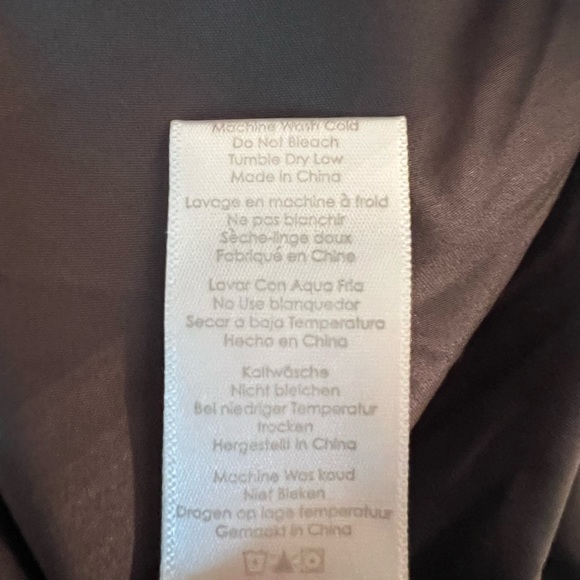 Machine Wash Cold
Do Not Bleach
Tumble Dry Low
Made in China
Lavage en machine à froid
Ne pas blanchir
Sèche-linge doux
Fabriqué en Chine
Lavar Con Aqua Fria
No Use blanquedor
Secar a baja Temperatura
Hecho en China
Kaltwäsche
Nicht bleichen
Bei niedriger Temperatur
trocken
Hergestellt in China
Machine Was koud
Niet Bleken
Dragen op lage temperatuur
Gemaakt in China